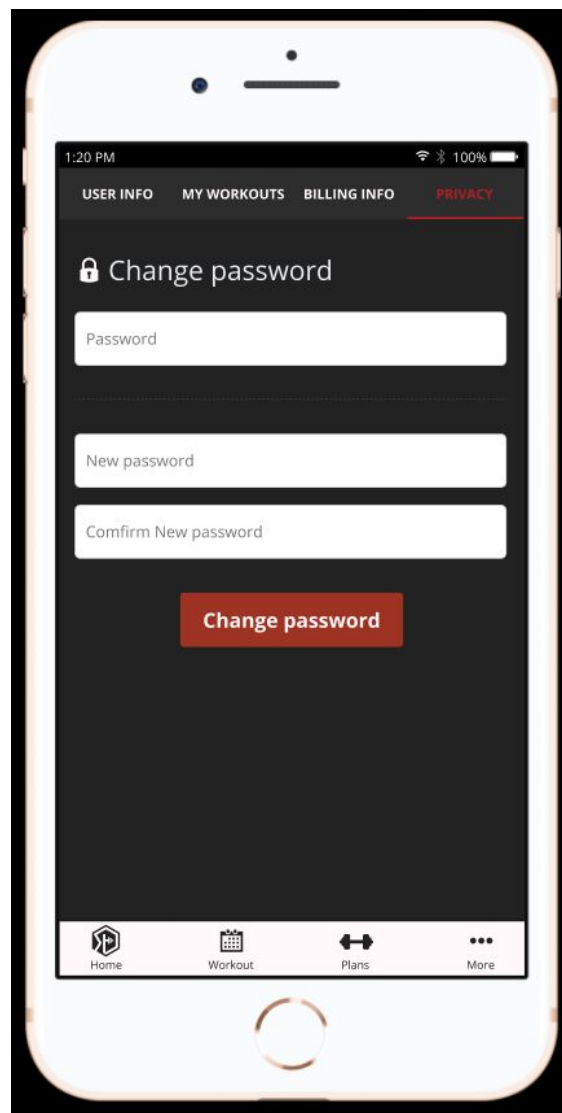 1:20 PM 100%
USER INFO MY WORKOUTS BILLING INFO PRIVACY
Change password
Password
New password
Comfirm New password
Change password
Home Workout Plans More